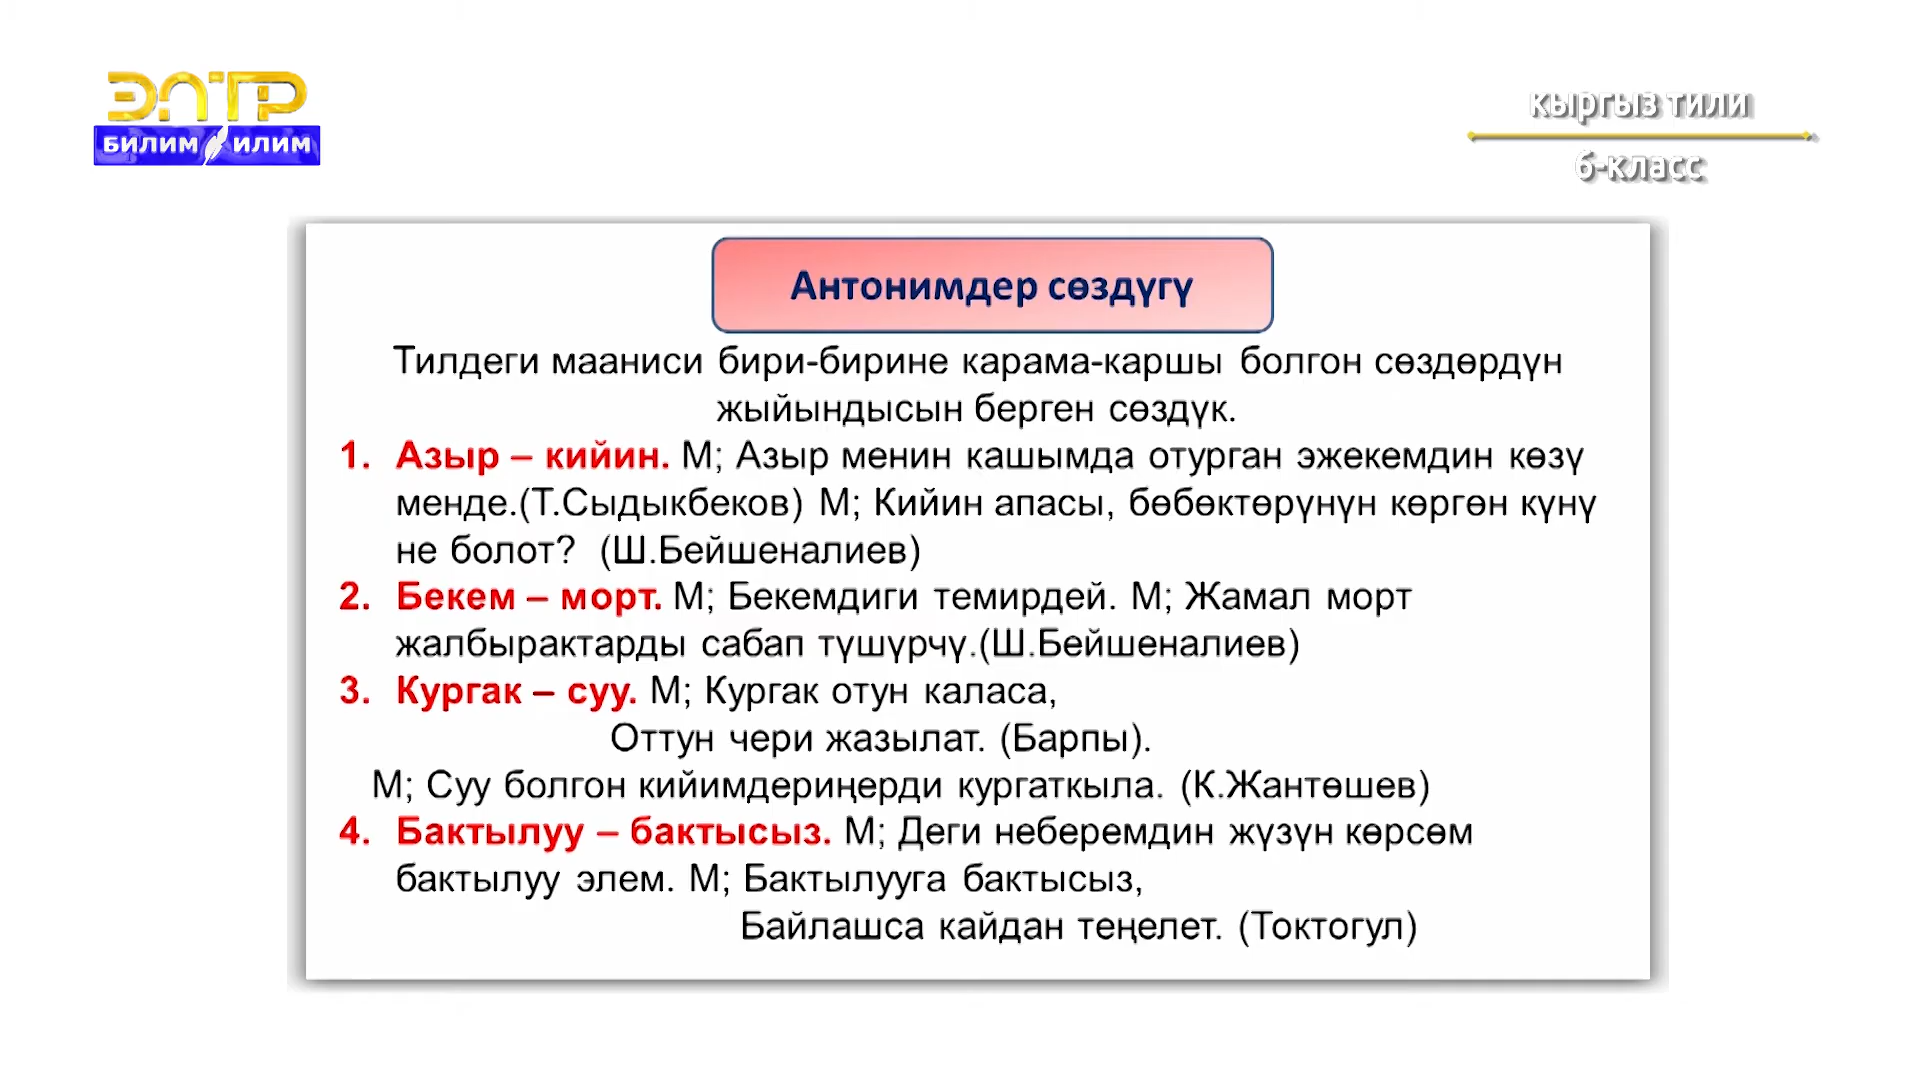 ЭЛТР
БИЛИМ ИЛИМ
кыргыз тили
6-класс
Антонимдер сөздүгү
Тилдеги мааниси бири-бирине карама-каршы болгон сөздөрдүн
жыйындысын берген сөздүк.
1. Азыр – кийин. М; Азыр менин кашымда отурган эжекемдин көзү
менде.(Т.Сыдыкбеков) М; Кийин апасы, бөбөктөрүнүн көргөн күнү
не болот? (Ш.Бейшеналиев)
2. Бекем – морт. М; Бекемдиги темирдей. М; Жамал морт
жалбырактарды сабап түшүрчү.(Ш.Бейшеналиев)
3. Кургак – суу. М; Кургак отун каласа,
Оттун чери жазылат. (Барпы).
М; Суу болгон кийимдериңерди кургаткыла. (К.Жантөшев)
4. Бактылуу – бактысыз. М; Деги неберемдин жүзүн көрсөм
бактылуу элем. М; Бактылууга бактысыз,
Байлашса кайдан теңелет. (Токтогул)